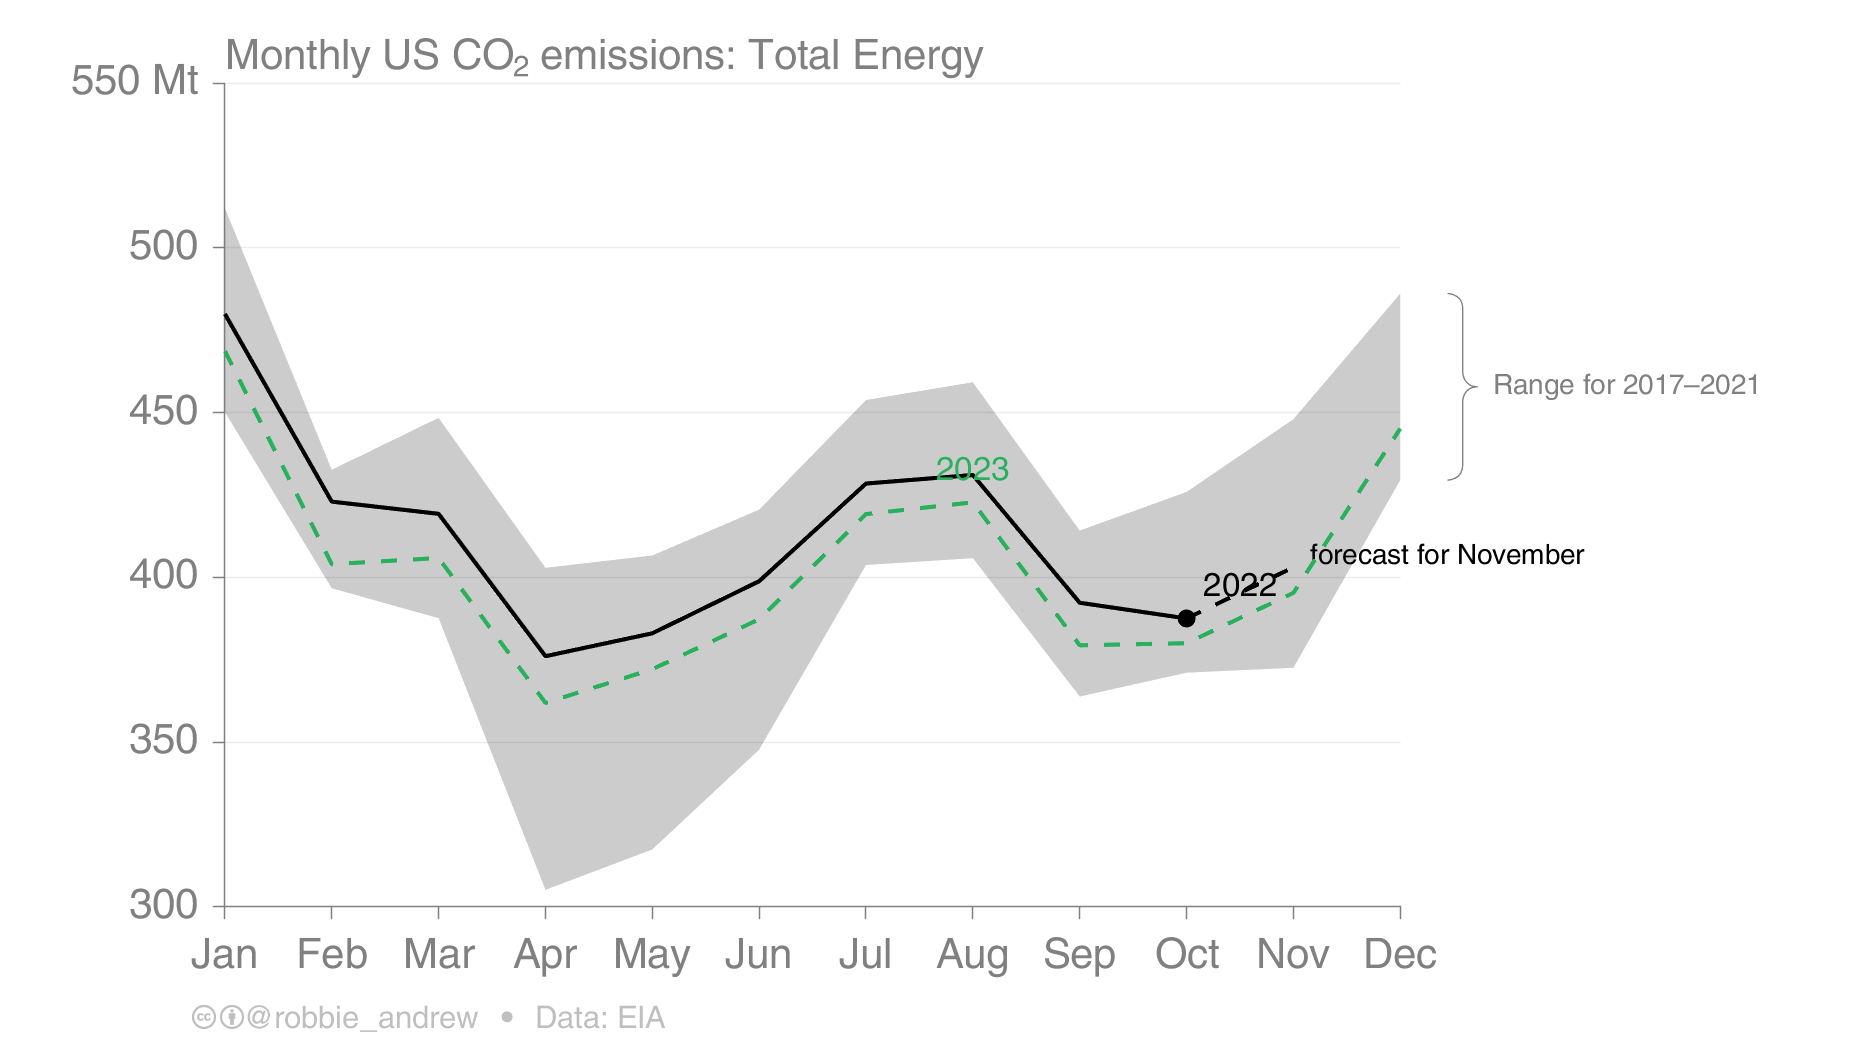 Monthly US CO₂ emissions: Total Energy
550 Mt
500
450
400
350
300
2023
2022
forecast for November
Range for 2017–2021
Jan Feb Mar Apr May Jun Jul Aug Sep Oct Nov Dec
cc @robbie_andrew • Data: EIA